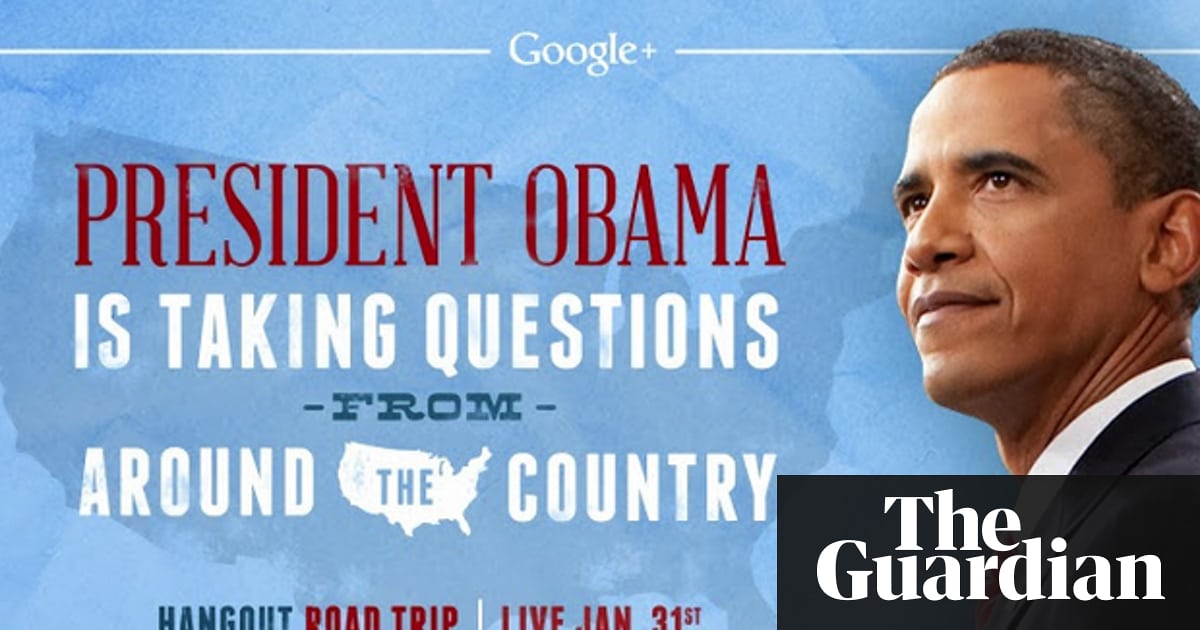 Google+
PRESIDENT OBAMA
IS TAKING QUESTIONS
- FROM -
AROUND THE COUNTRY
HANGOUT ROAD TRIP | LIVE JAN. 31ST
The
Guardian